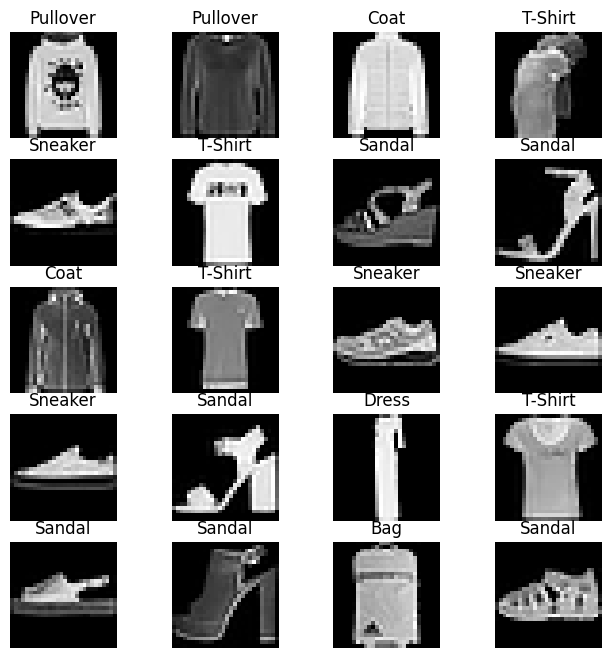 Pullover Pullover Coat T-Shirt
Sneaker T-Shirt Sandal Sandal
Coat T-Shirt Sneaker Sneaker
Sneaker Sandal Dress T-Shirt
Sandal Sandal Bag Sandal